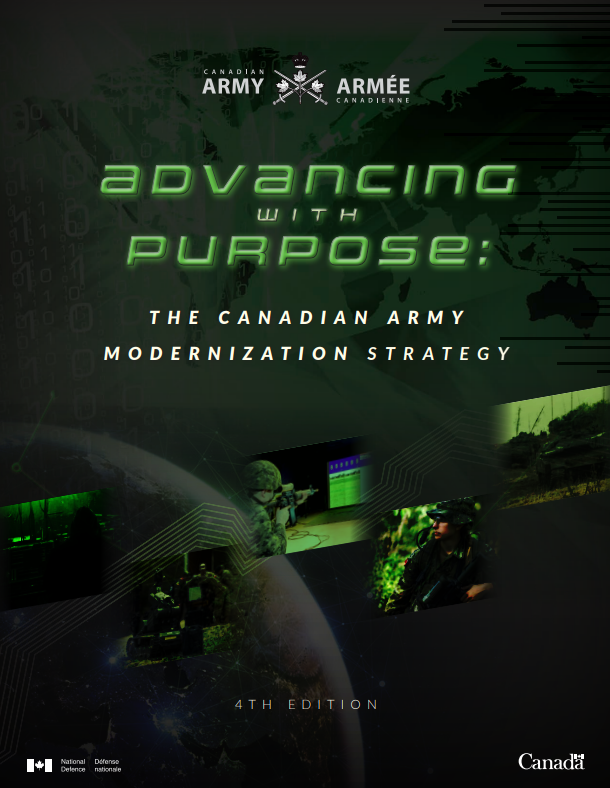 CANADIAN
ARMY
ARMÉE
CANADIENNE
ADVANCING
WITH
PURPOSE:
THE CANADIAN ARMY
MODERNIZATION STRATEGY
4TH EDITION
National Défense
Defence nationale
Canada